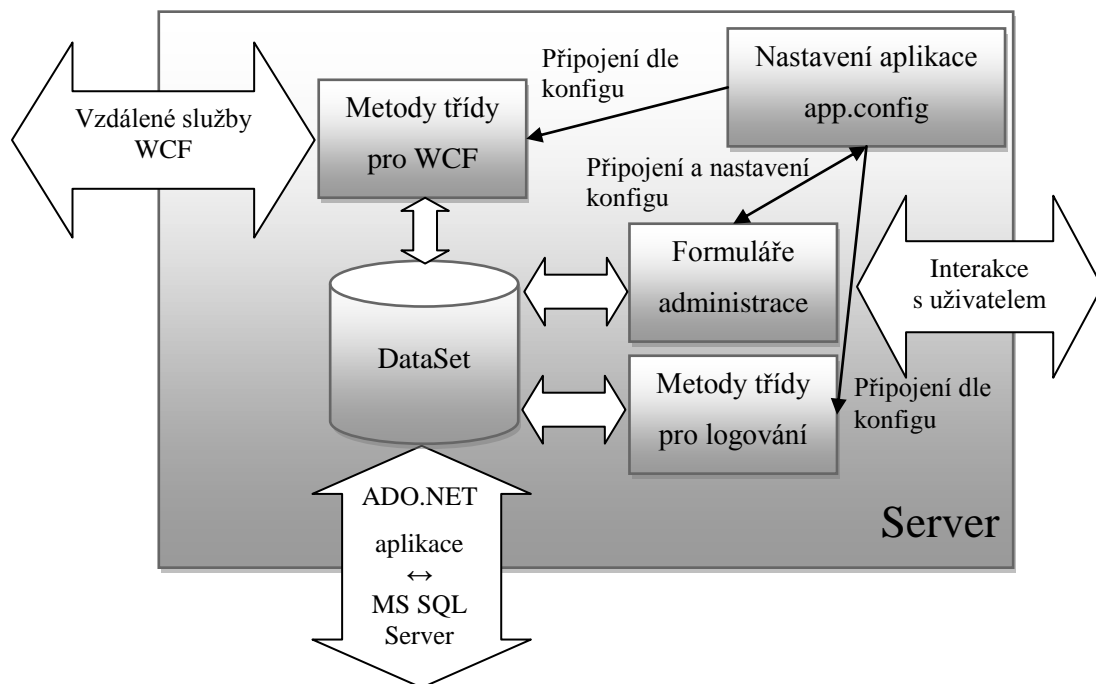 Vzdálené služby
WCF
Metody třídy
pro WCF
Připojení dle
konfigu
Nastavení aplikace
app.config
Připojení a nastavení
konfigu
Formuláře
administrace
Interakce
s uživatelem
DataSet
Metody třídy
pro logování
Připojení dle
konfigu
ADO.NET
aplikace
↔
MS SQL
Server
Server